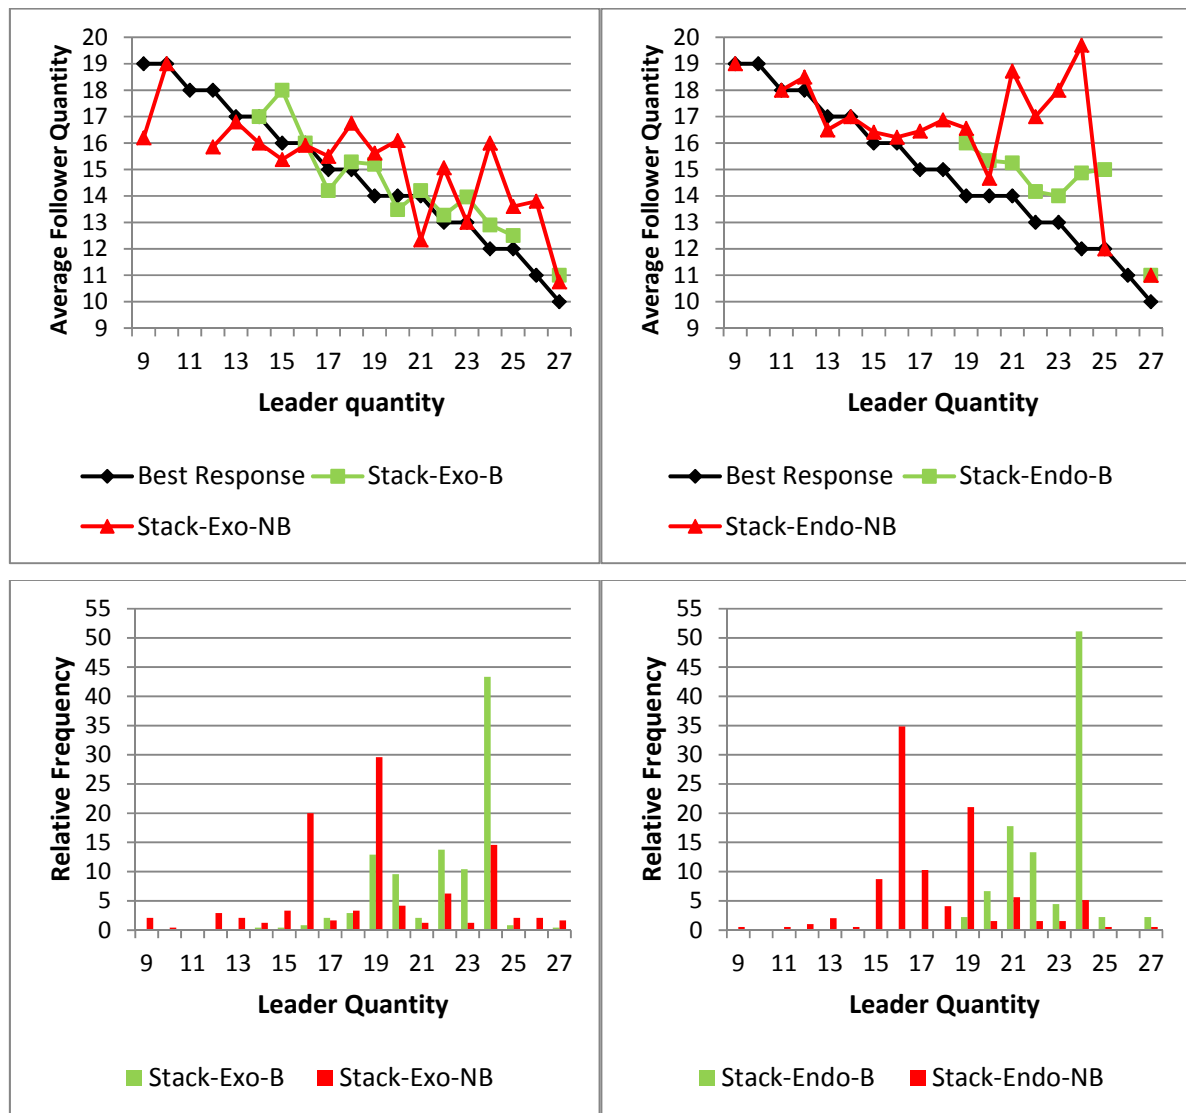 Average Follower Quantity
20
19
18
17
16
15
14
13
12
11
10
9
9 11 13 15 17 19 21 23 25 27
Leader quantity
Best Response Stack-Exo-B
Stack-Exo-NB
Average Follower Quantity
20
19
18
17
16
15
14
13
12
11
10
9
9 11 13 15 17 19 21 23 25 27
Leader Quantity
Best Response Stack-Endo-B
Stack-Endo-NB
Relative Frequency
55
50
45
40
35
30
25
20
15
10
5
0
9 11 13 15 17 19 21 23 25 27
Leader Quantity
Stack-Exo-B Stack-Exo-NB
Relative Frequency
55
50
45
40
35
30
25
20
15
10
5
0
9 11 13 15 17 19 21 23 25 27
Leader Quantity
Stack-Endo-B Stack-Endo-NB